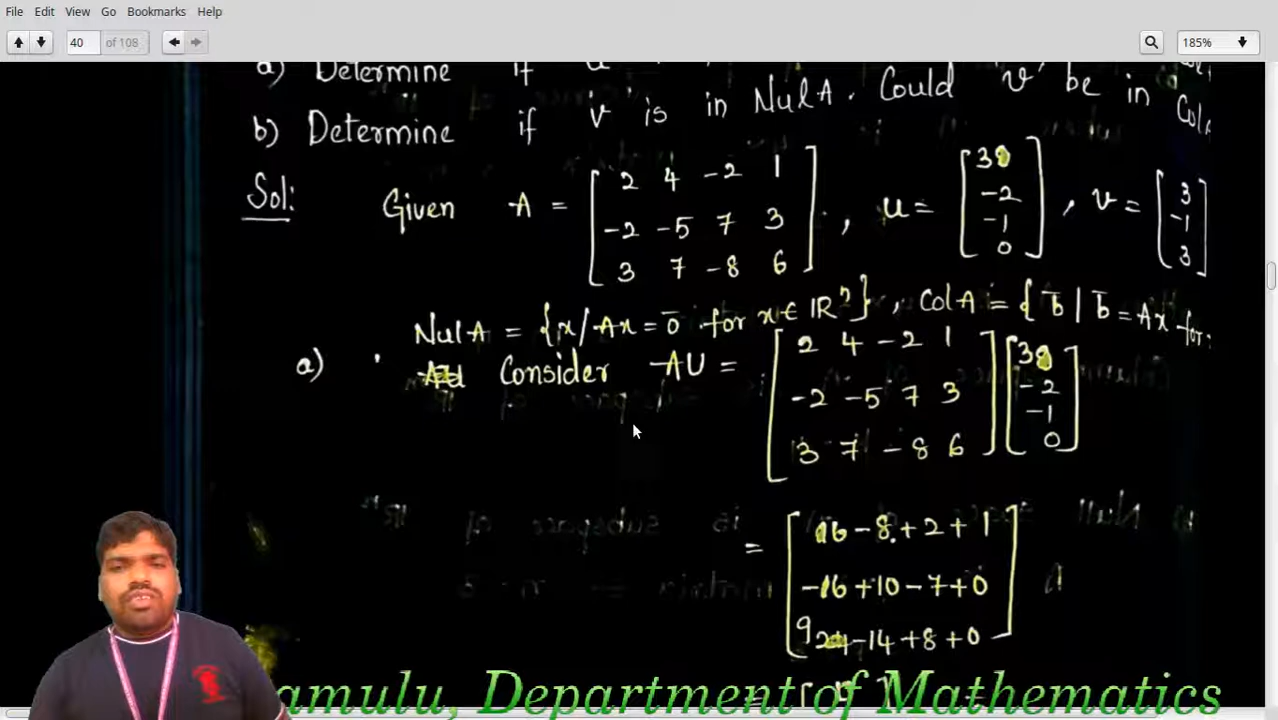 File Edit View Go Bookmarks Help
40 of 108 185%
a) Determine if u
b) Determine if v is in NulA. Could 'v' be in Col
Sol: Given A = [2 4 -2 1; -2 -5 7 3; 3 7 -8 6], u = [3; -2; -1; 0], v = [3; -1; 3]
NulA = {x/Ax = 0̄ for x ∈ IRⁿ}, ColA = {b̄ | b̄ = Ax for
a) Consider AU = [2 4 -2 1; -2 -5 7 3; 3 7 -8 6] [3; -2; -1; 0]
= [6-8+2+1; -6+10-7+0; 9-14+8+0]
amulu, Department of Mathematics